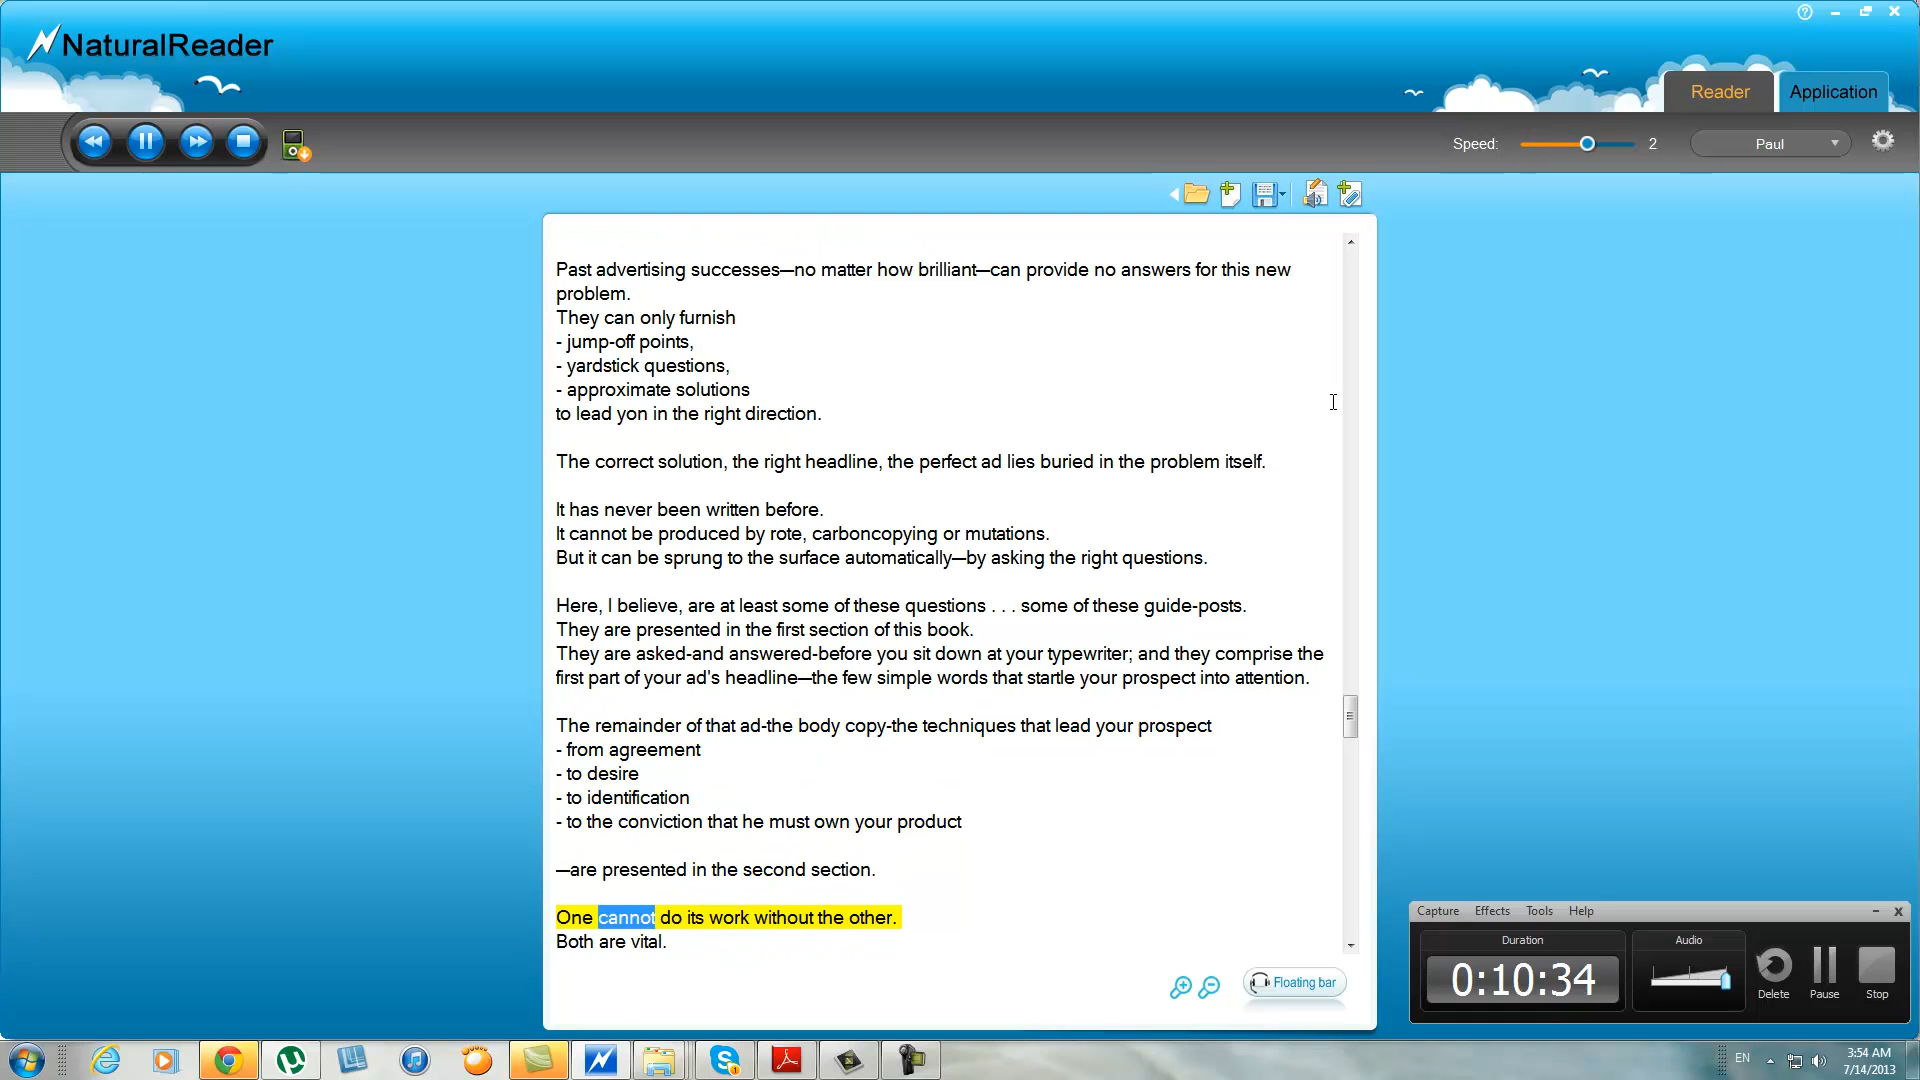 NaturalReader
Reader
Application
Speed:
2
Paul
Past advertising successes—no matter how brilliant—can provide no answers for this new
problem.
They can only furnish
- jump-off points,
- yardstick questions,
- approximate solutions
to lead yon in the right direction.
The correct solution, the right headline, the perfect ad lies buried in the problem itself.
It has never been written before.
It cannot be produced by rote, carboncopying or mutations.
But it can be sprung to the surface automatically—by asking the right questions.
Here, I believe, are at least some of these questions . . . some of these guide-posts.
They are presented in the first section of this book.
They are asked-and answered-before you sit down at your typewriter; and they comprise the
first part of your ad's headline—the few simple words that startle your prospect into attention.
The remainder of that ad-the body copy-the techniques that lead your prospect
- from agreement
- to desire
- to identification
- to the conviction that he must own your product
—are presented in the second section.
One cannot do its work without the other.
Both are vital.
Floating bar
Capture Effects Tools Help
Duration
Audio
0:10:34
Delete
Pause
Stop
EN
3:54 AM
7/14/2013